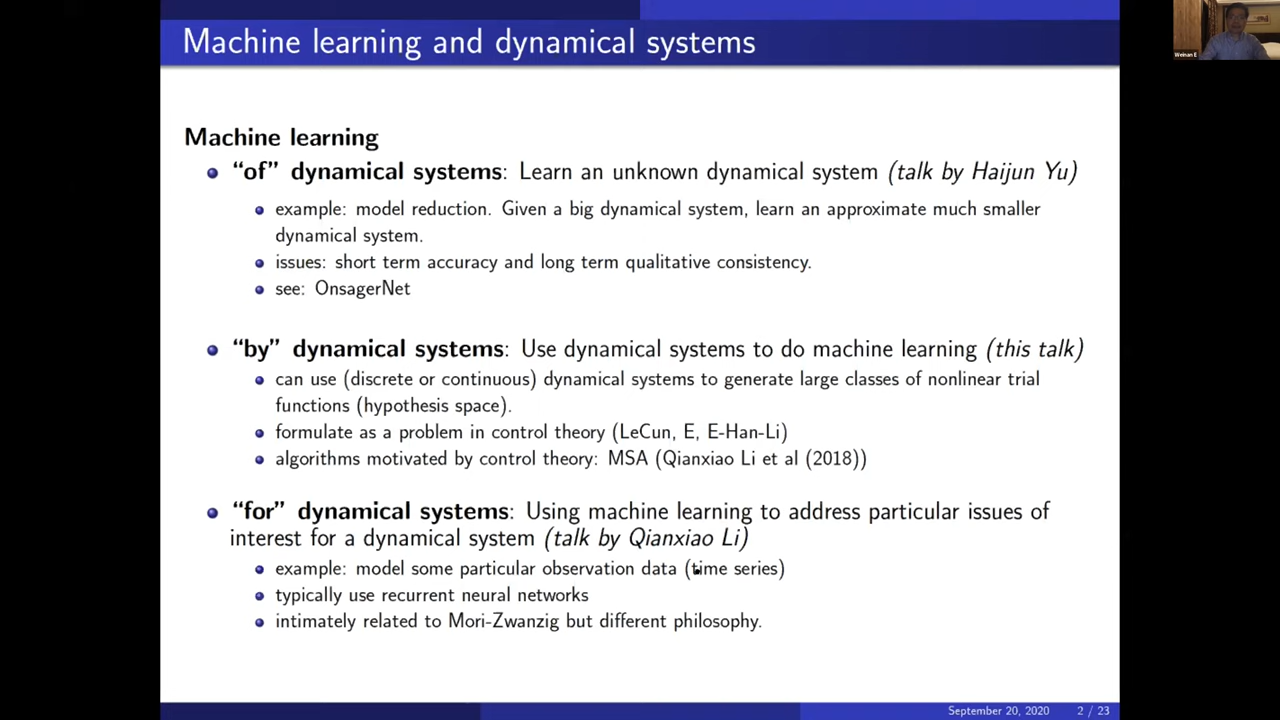 Machine learning and dynamical systems
Weinan E
Machine learning
“of” dynamical systems: Learn an unknown dynamical system (talk by Haijun Yu)
example: model reduction. Given a big dynamical system, learn an approximate much smaller
dynamical system.
issues: short term accuracy and long term qualitative consistency.
see: OnsagerNet
“by” dynamical systems: Use dynamical systems to do machine learning (this talk)
can use (discrete or continuous) dynamical systems to generate large classes of nonlinear trial
functions (hypothesis space).
formulate as a problem in control theory (LeCun, E, E-Han-Li)
algorithms motivated by control theory: MSA (Qianxiao Li et al (2018))
“for” dynamical systems: Using machine learning to address particular issues of
interest for a dynamical system (talk by Qianxiao Li)
example: model some particular observation data (time series)
typically use recurrent neural networks
intimately related to Mori-Zwanzig but different philosophy.
September 20, 2020 2 / 23